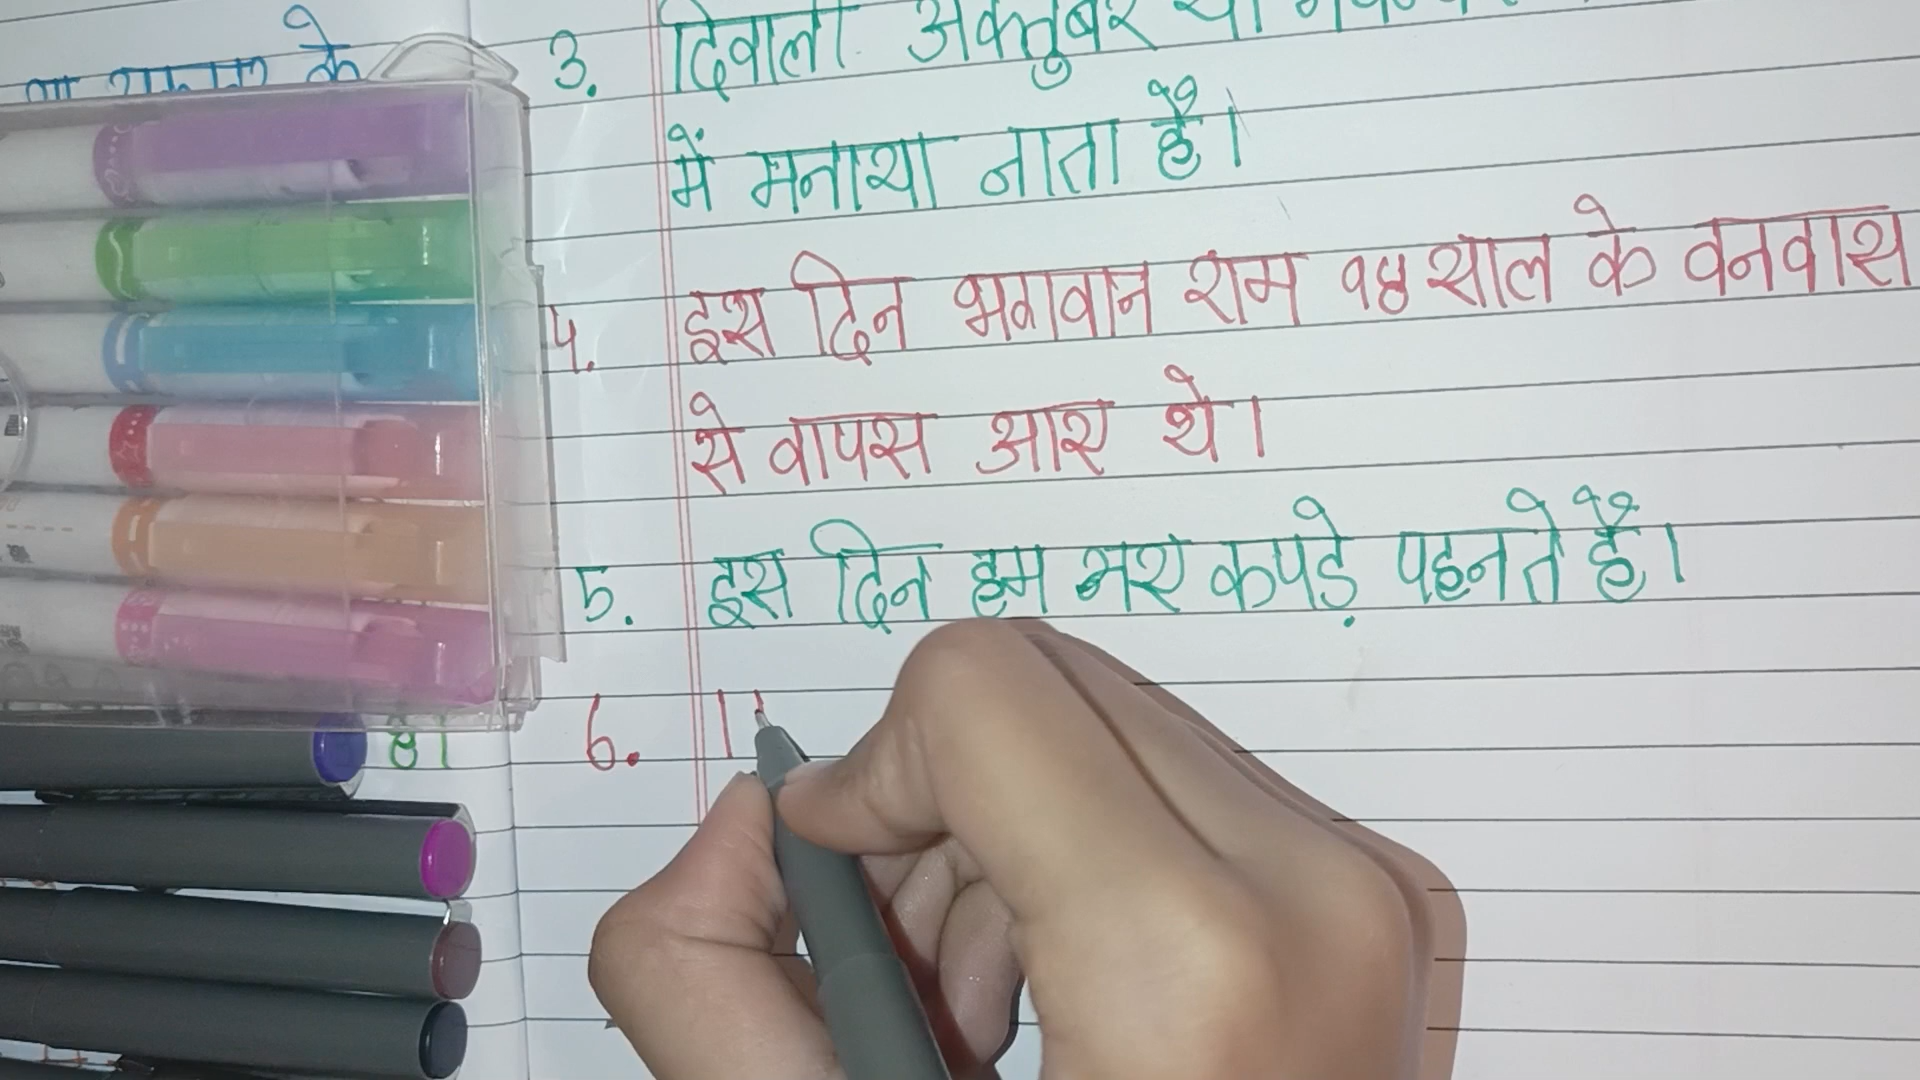 के
3. दिवाली अक्तुबर या
में मनाया जाता है।
4. इस दिन भगवान राम १४ साल के वनवास
से वापस आए थे।
5. इस दिन हम नए कपड़े पहनते है।
6.